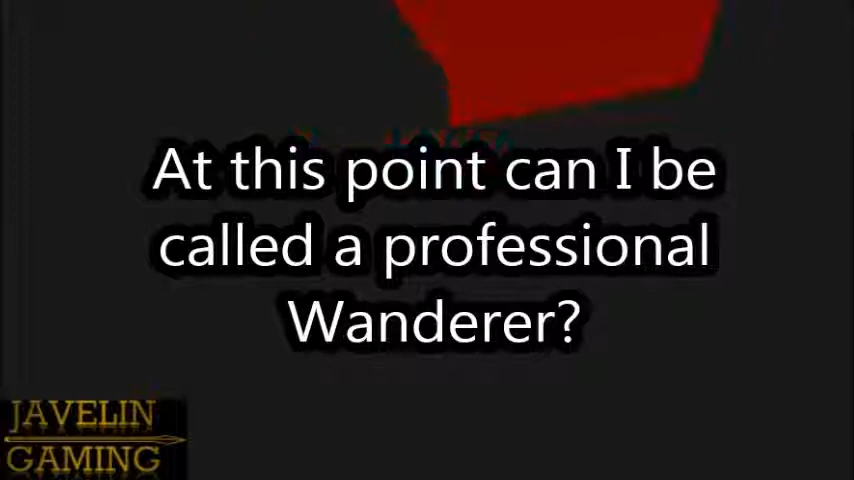 At this point can I be
called a professional
Wanderer?
JAVELIN
GAMING